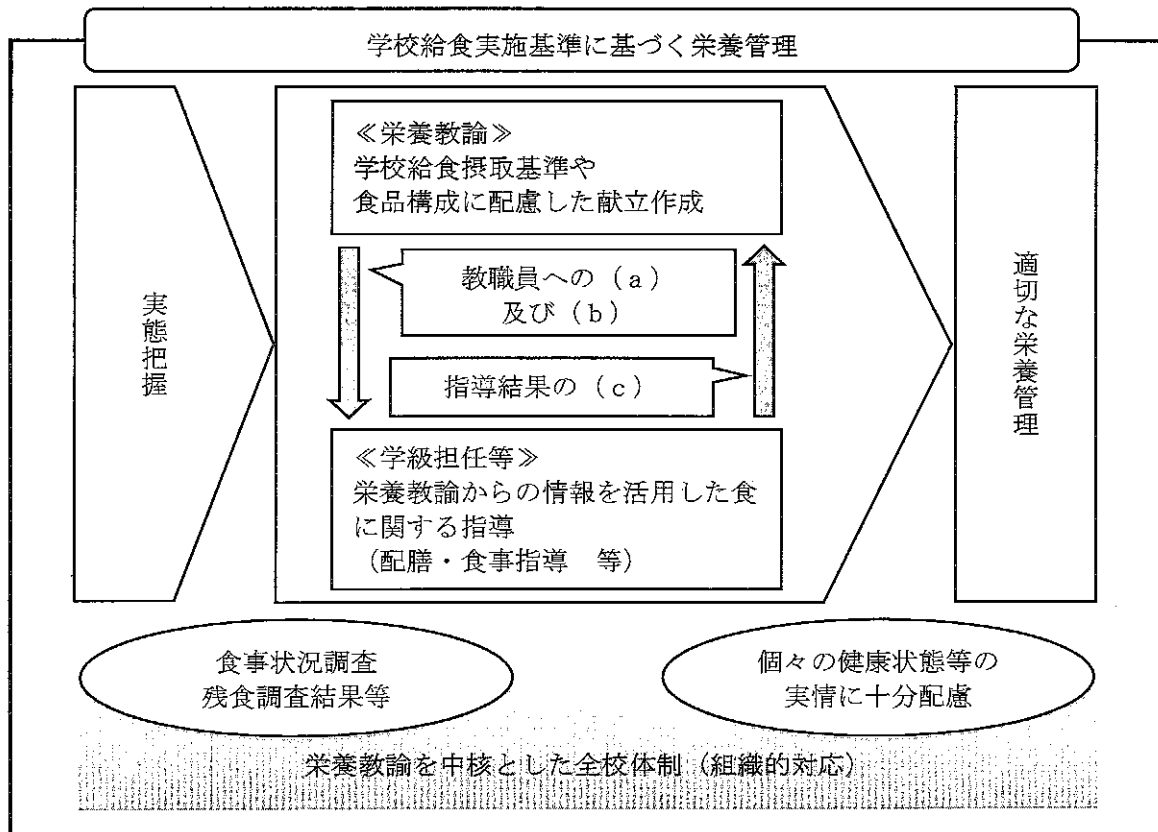 学校給食実施基準に基づく栄養管理
実態把握
≪栄養教諭≫
学校給食摂取基準や
食品構成に配慮した献立作成
教職員への(a)
及び(b)
指導結果の(c)
≪学級担任等≫
栄養教諭からの情報を活用した食
に関する指導
(配膳・食事指導 等)
適切な栄養管理
食事状況調査
残食調査結果等
個々の健康状態等の
実情に十分配慮
栄養教諭を中核とした全校体制(組織的対応)